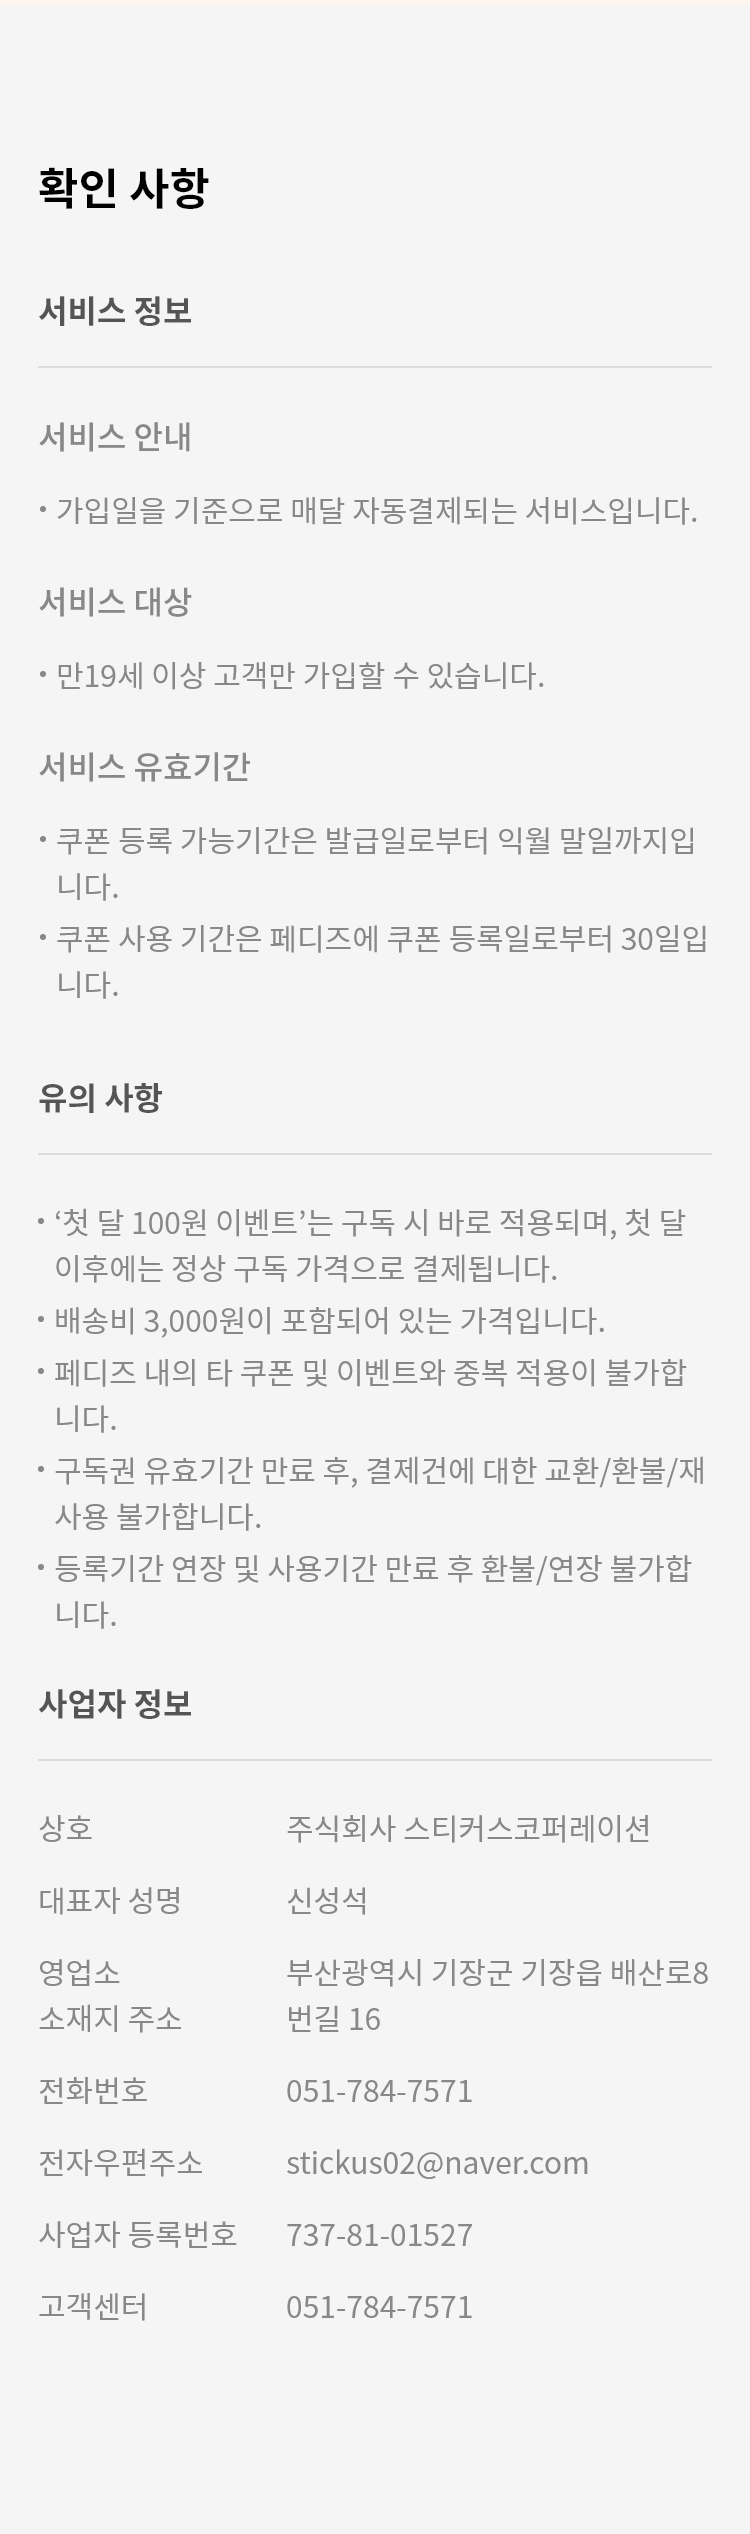 확인 사항
서비스 정보
서비스 안내
• 가입일을 기준으로 매달 자동결제되는 서비스입니다.
서비스 대상
• 만19세 이상 고객만 가입할 수 있습니다.
서비스 유효기간
• 쿠폰 등록 가능기간은 발급일로부터 익월 말일까지입
니다.
• 쿠폰 사용 기간은 페디즈에 쿠폰 등록일로부터 30일입
니다.
유의 사항
• ‘첫 달 100원 이벤트’는 구독 시 바로 적용되며, 첫 달
이후에는 정상 구독 가격으로 결제됩니다.
• 배송비 3,000원이 포함되어 있는 가격입니다.
• 페디즈 내의 타 쿠폰 및 이벤트와 중복 적용이 불가합
니다.
• 구독권 유효기간 만료 후, 결제건에 대한 교환/환불/재
사용 불가합니다.
• 등록기간 연장 및 사용기간 만료 후 환불/연장 불가합
니다.
사업자 정보
상호 주식회사 스티커스코퍼레이션
대표자 성명 신성석
영업소 부산광역시 기장군 기장읍 배산로8
소재지 주소 번길 16
전화번호 051-784-7571
전자우편주소 stickus02@naver.com
사업자 등록번호 737-81-01527
고객센터 051-784-7571